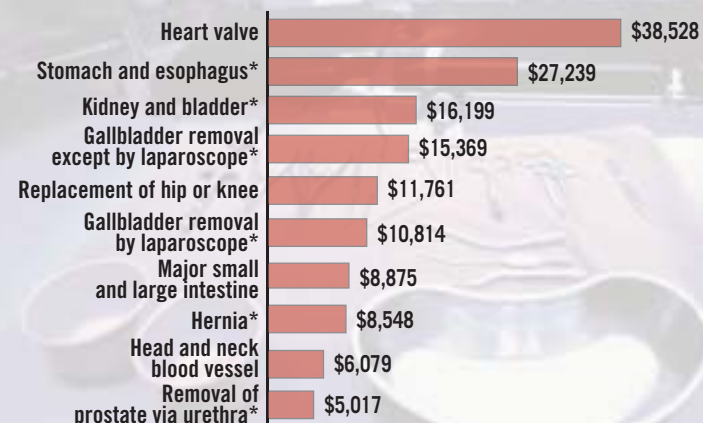 Heart valve $38,528
Stomach and esophagus* $27,239
Kidney and bladder* $16,199
Gallbladder removal
except by laparoscope* $15,369
Replacement of hip or knee $11,761
Gallbladder removal
by laparoscope* $10,814
Major small
and large intestine $8,875
Hernia* $8,548
Head and neck
blood vessel $6,079
Removal of
prostate via urethra* $5,017